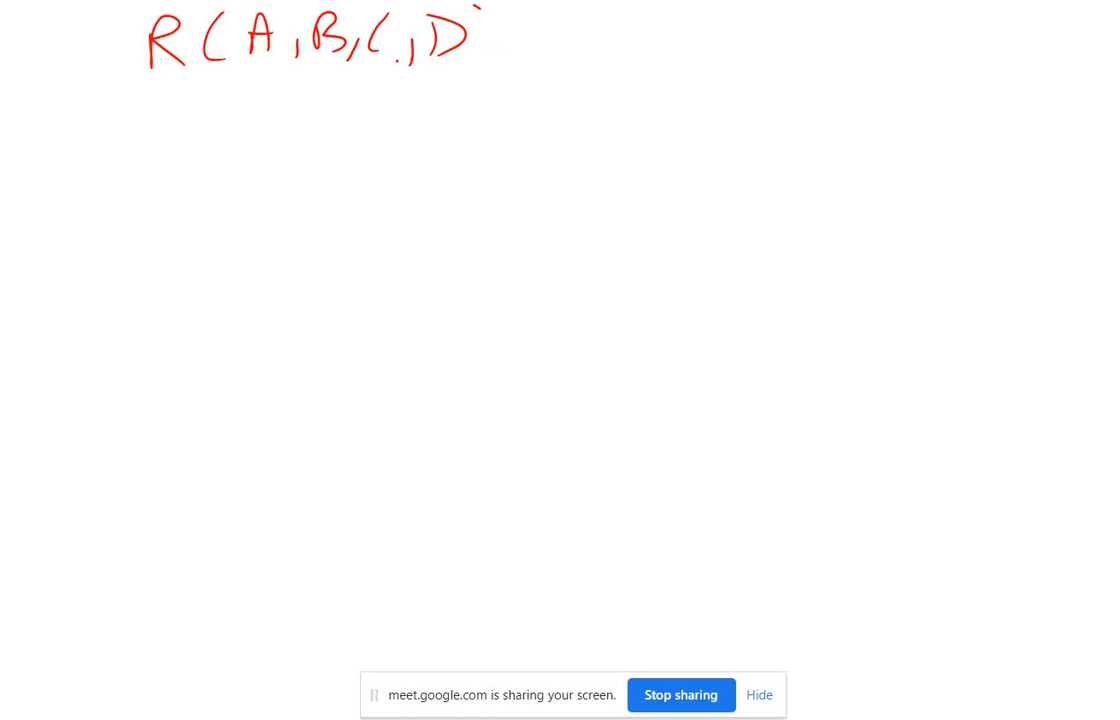 R ( A , B , C , D
meet.google.com is sharing your screen. Stop sharing Hide